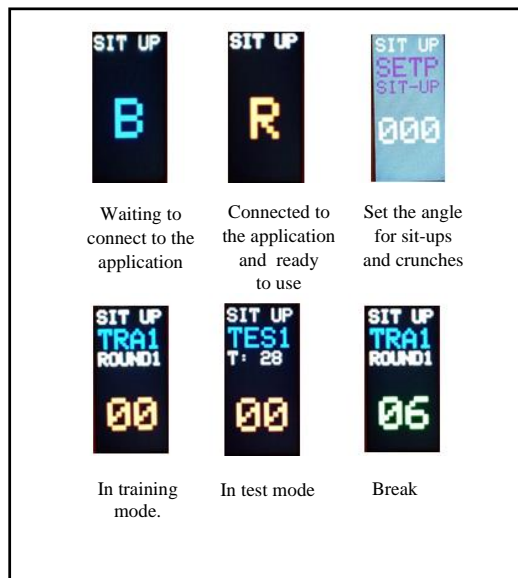 SIT UP
B
Waiting to
connect to the
application
SIT UP
R
Connected to
the application
and ready
to use
SIT UP
SETP
SIT-UP
000
Set the angle
for sit-ups
and crunches
SIT UP
TRA1
ROUND1
00
In training
mode.
SIT UP
TES1
T: 28
00
In test mode
SIT UP
TRA1
ROUND1
06
Break